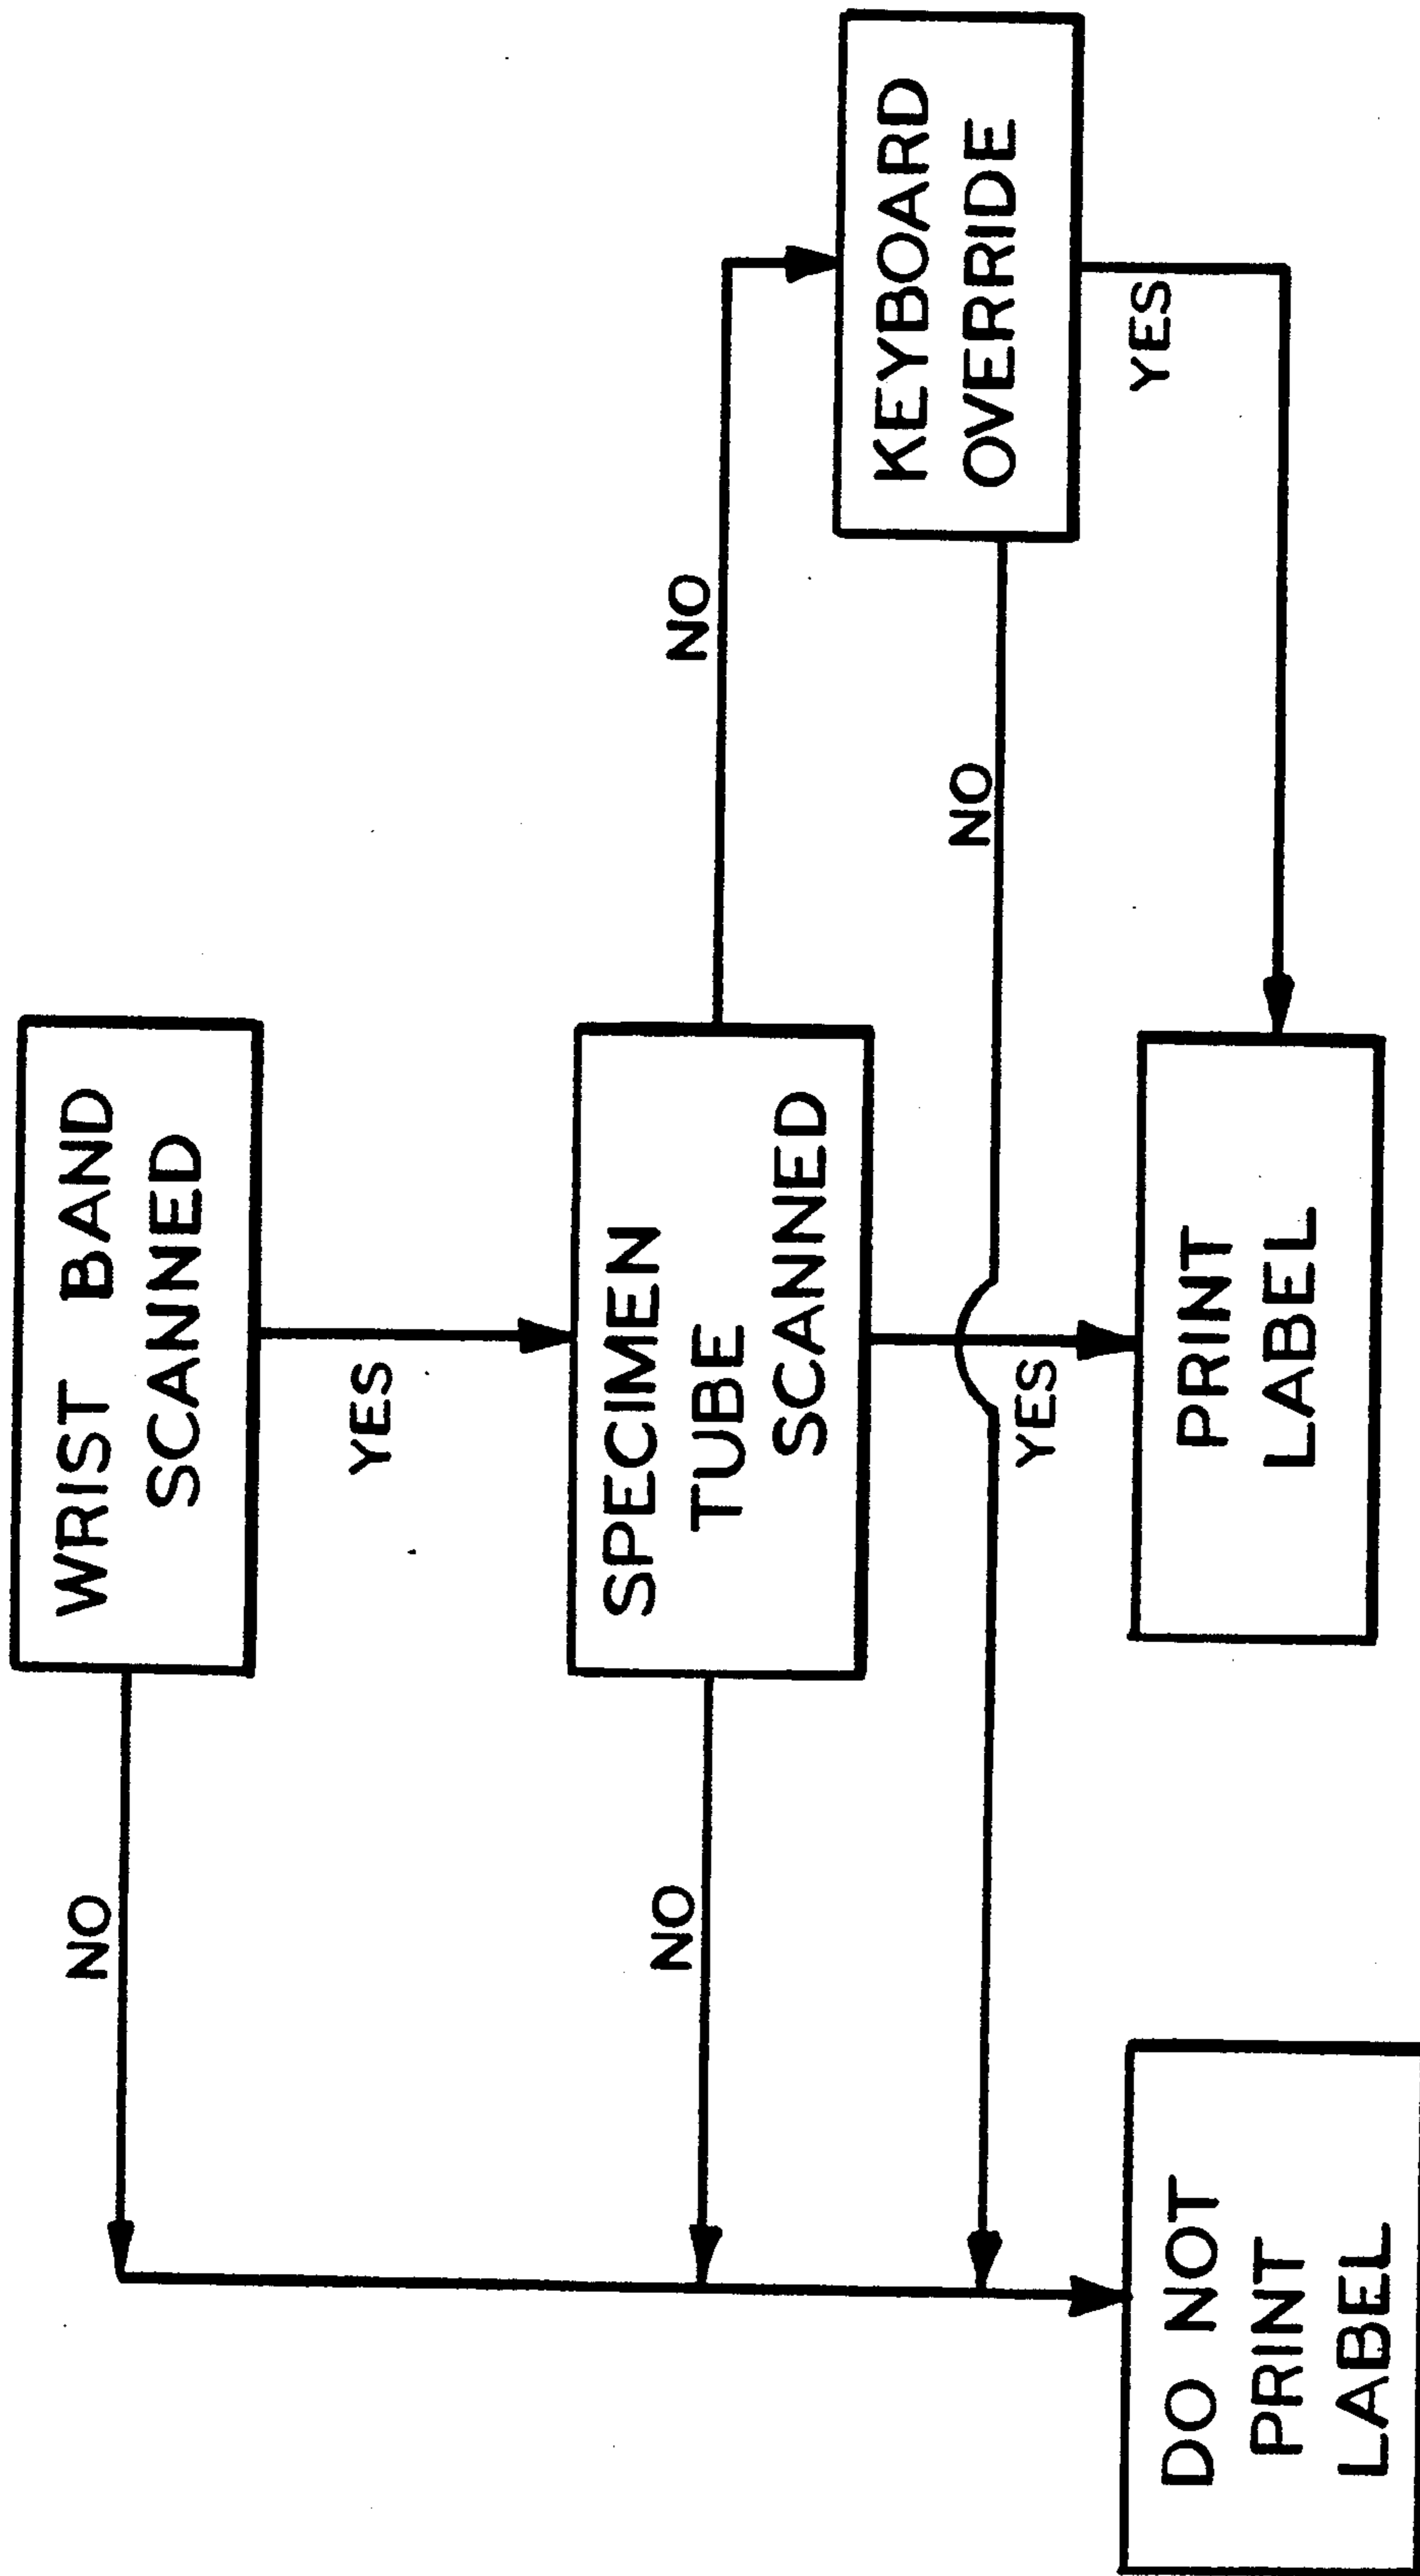 WRIST BAND
SCANNED
NO
YES
SPECIMEN
TUBE
SCANNED
NO
NO
KEYBOARD
OVERRIDE
NO
YES
YES
DO NOT
PRINT
LABEL
PRINT
LABEL